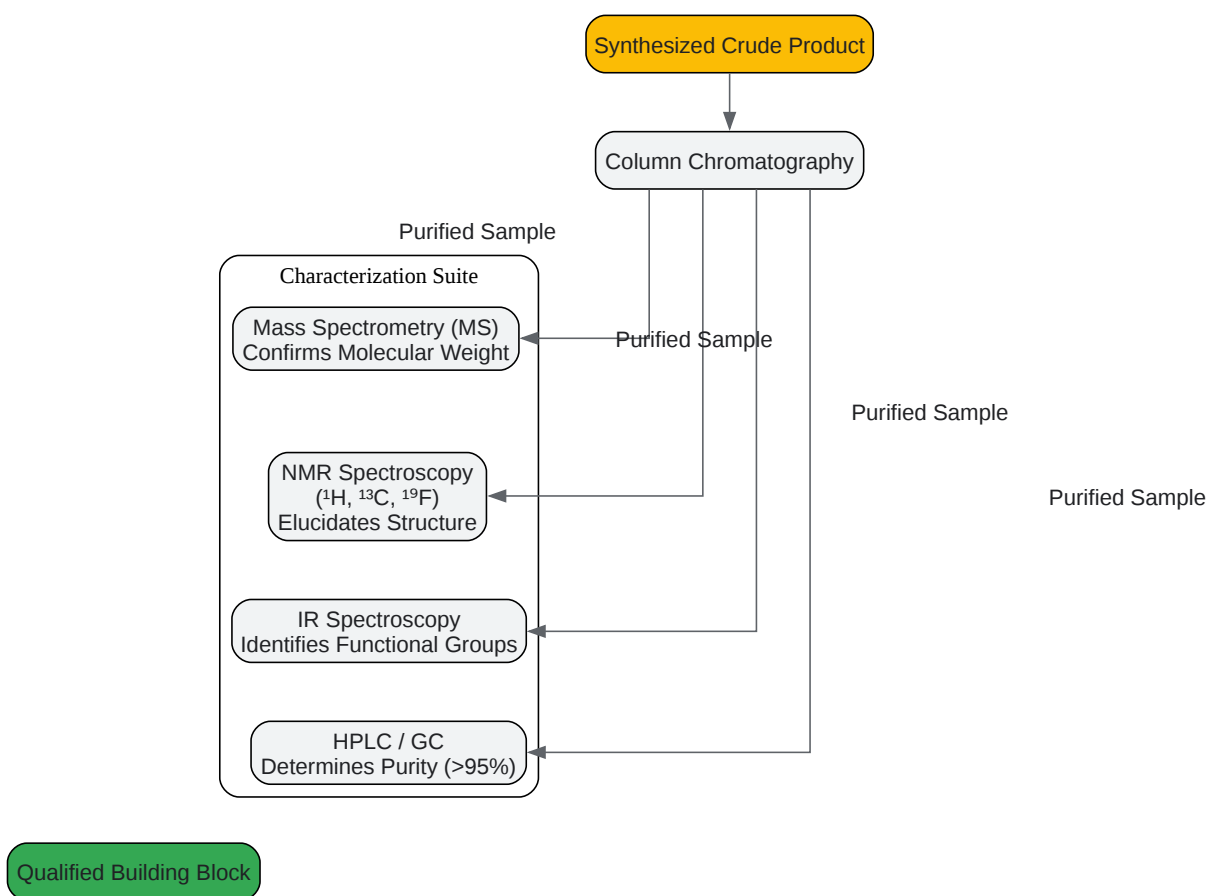 Synthesized Crude Product
Column Chromatography
Purified Sample
Characterization Suite
Mass Spectrometry (MS)
Confirms Molecular Weight
Purified Sample
Purified Sample
NMR Spectroscopy
(¹H, ¹³C, ¹⁹F)
Elucidates Structure
Purified Sample
IR Spectroscopy
Identifies Functional Groups
HPLC / GC
Determines Purity (>95%)
Qualified Building Block